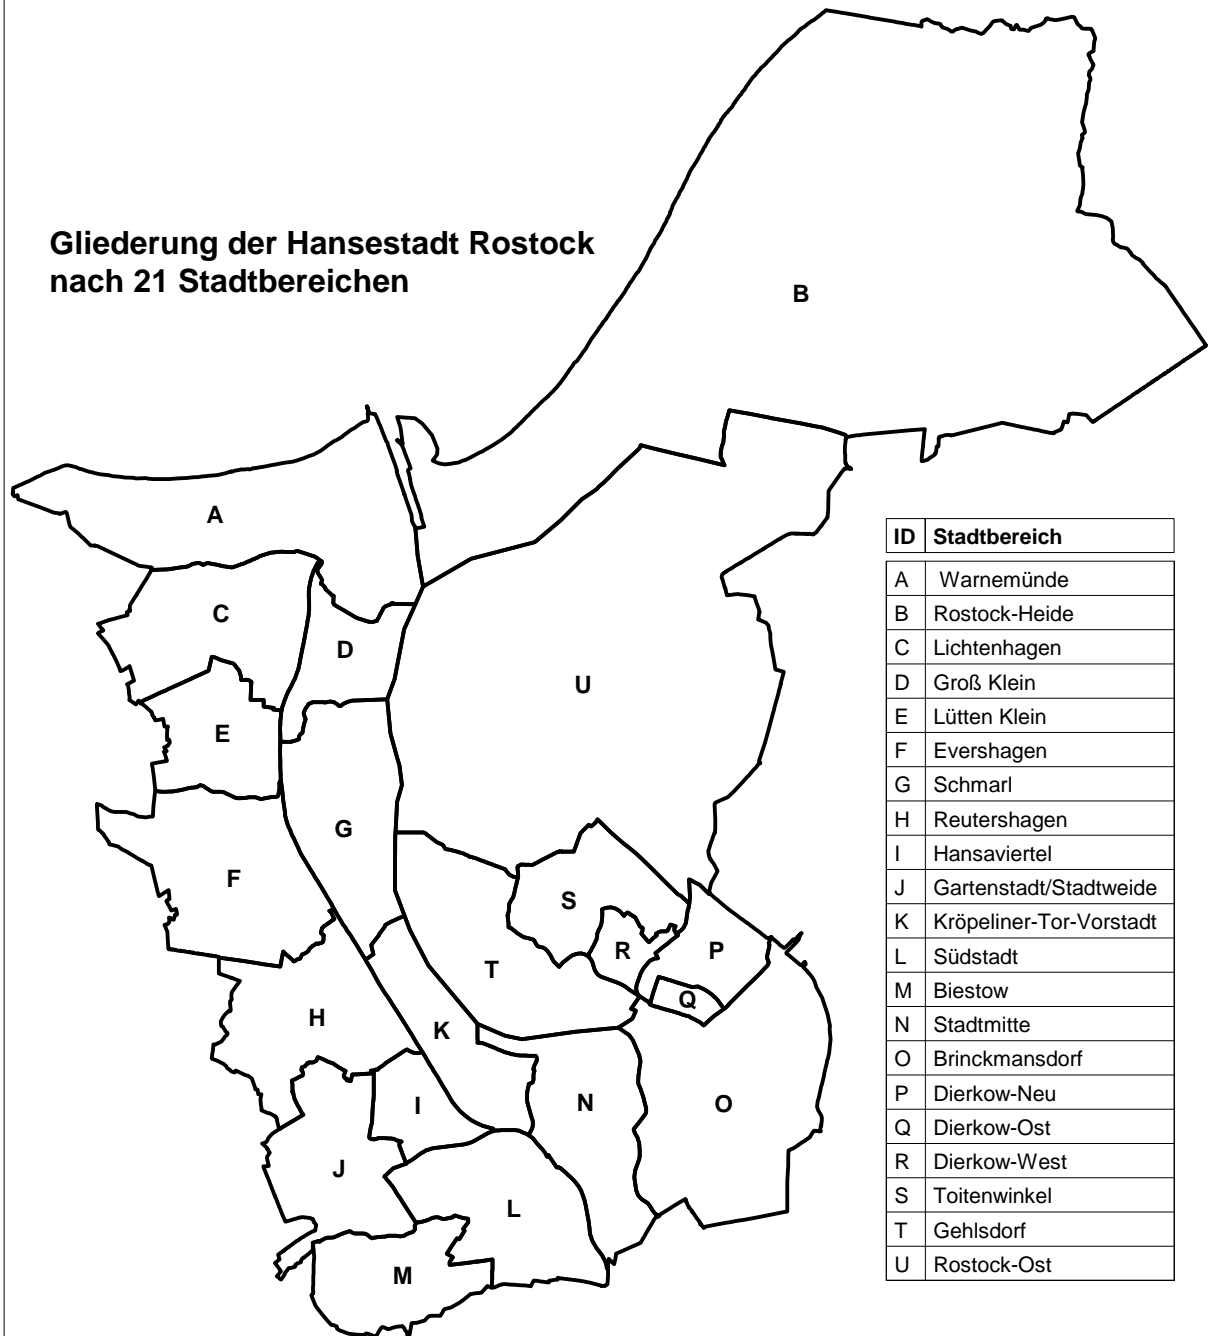 Gliederung der Hansestadt Rostock
nach 21 Stadtbereichen
B
A
C
D
U
E
G
F
S
R
P
T
Q
H
K
I
N
O
J
L
M
ID Stadtbereich
A Warnemünde
B Rostock-Heide
C Lichtenhagen
D Groß Klein
E Lütten Klein
F Evershagen
G Schmarl
H Reutershagen
I Hansaviertel
J Gartenstadt/Stadtweide
K Kröpeliner-Tor-Vorstadt
L Südstadt
M Biestow
N Stadtmitte
O Brinckmansdorf
P Dierkow-Neu
Q Dierkow-Ost
R Dierkow-West
S Toitenwinkel
T Gehlsdorf
U Rostock-Ost